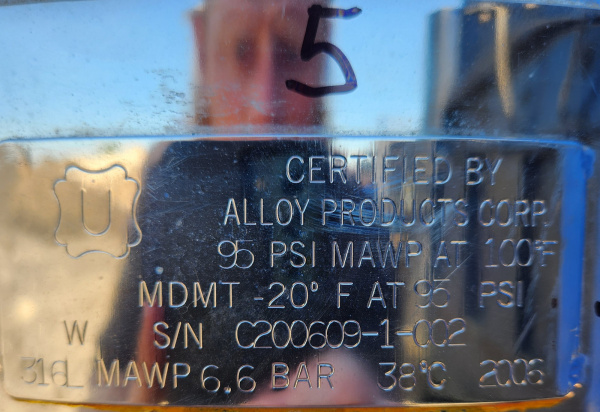 5
CERTIFIED BY
U
ALLOY PRODUCTS CORP.
95 PSI MAWP AT 100°F
MDMT -20° F AT 95 PSI
W S/N C200609-1-002
316L MAWP 6.6 BAR 38°C 2006